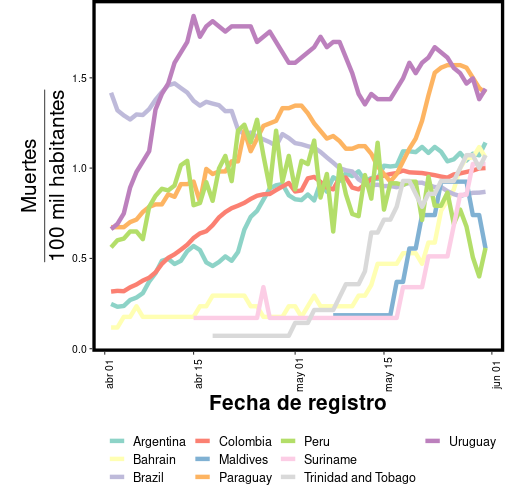 Muertes
100 mil habitantes
1.5
1.0
0.5
0.0
abr 01
abr 15
may 01
may 15
jun 01
Fecha de registro
Argentina
Colombia
Peru
Uruguay
Bahrain
Maldives
Suriname
Brazil
Paraguay
Trinidad and Tobago